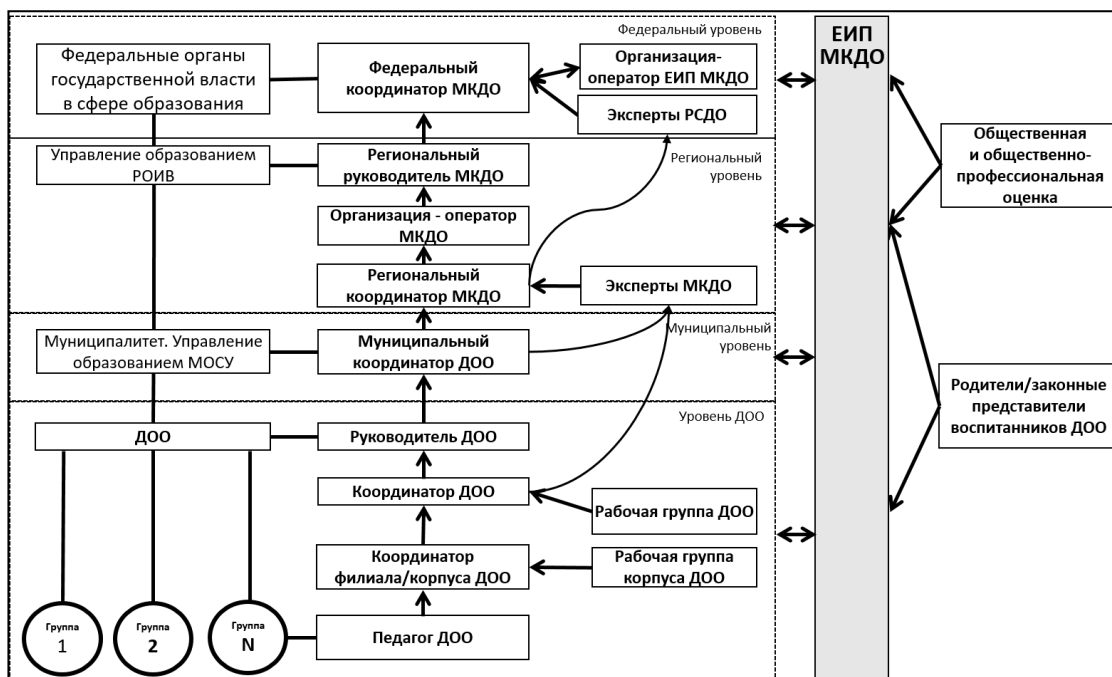 Федеральный уровень
Федеральные органы
государственной власти
в сфере образования
Федеральный
координатор МКДО
Организация-
оператор ЕИП МКДО
Эксперты РСДО
ЕИП
МКДО
Управление образованием
РОИВ
Региональный
руководитель МКДО
Региональный
уровень
Общественная
и общественно-
профессиональная
оценка
Организация - оператор
МКДО
Региональный
координатор МКДО
Эксперты МКДО
Муниципалитет. Управление
образованием МОСУ
Муниципальный
координатор ДОО
Муниципальный
уровень
Родители/законные
представители
воспитанников ДОО
Уровень ДОО
ДОО
Руководитель ДОО
Координатор ДОО
Рабочая группа ДОО
Координатор
филиала/корпуса ДОО
Рабочая группа
корпуса ДОО
Группа
1
Группа
2
Группа
N
Педагог ДОО